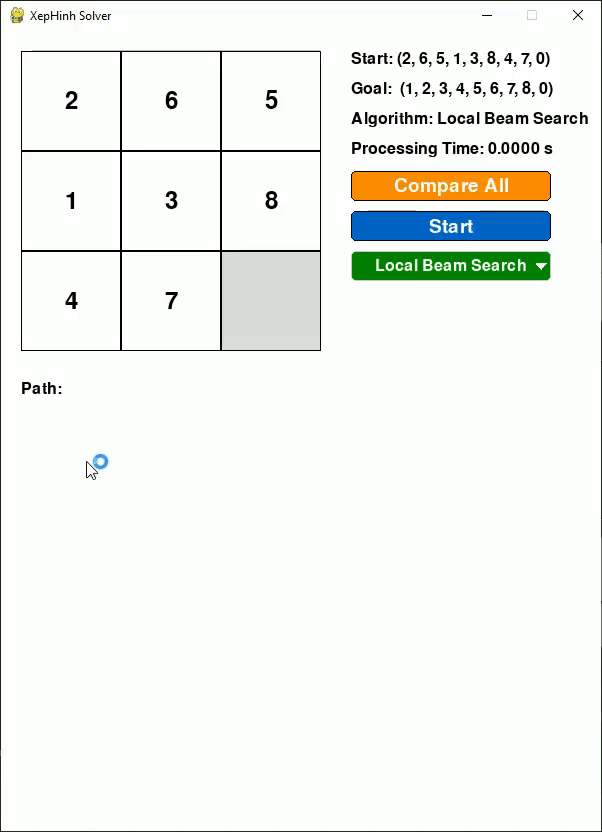 XepHinh Solver
2 6 5
1 3 8
4 7
Start: (2, 6, 5, 1, 3, 8, 4, 7, 0)
Goal: (1, 2, 3, 4, 5, 6, 7, 8, 0)
Algorithm: Local Beam Search
Processing Time: 0.0000 s
Compare All
Start
Local Beam Search
Path: